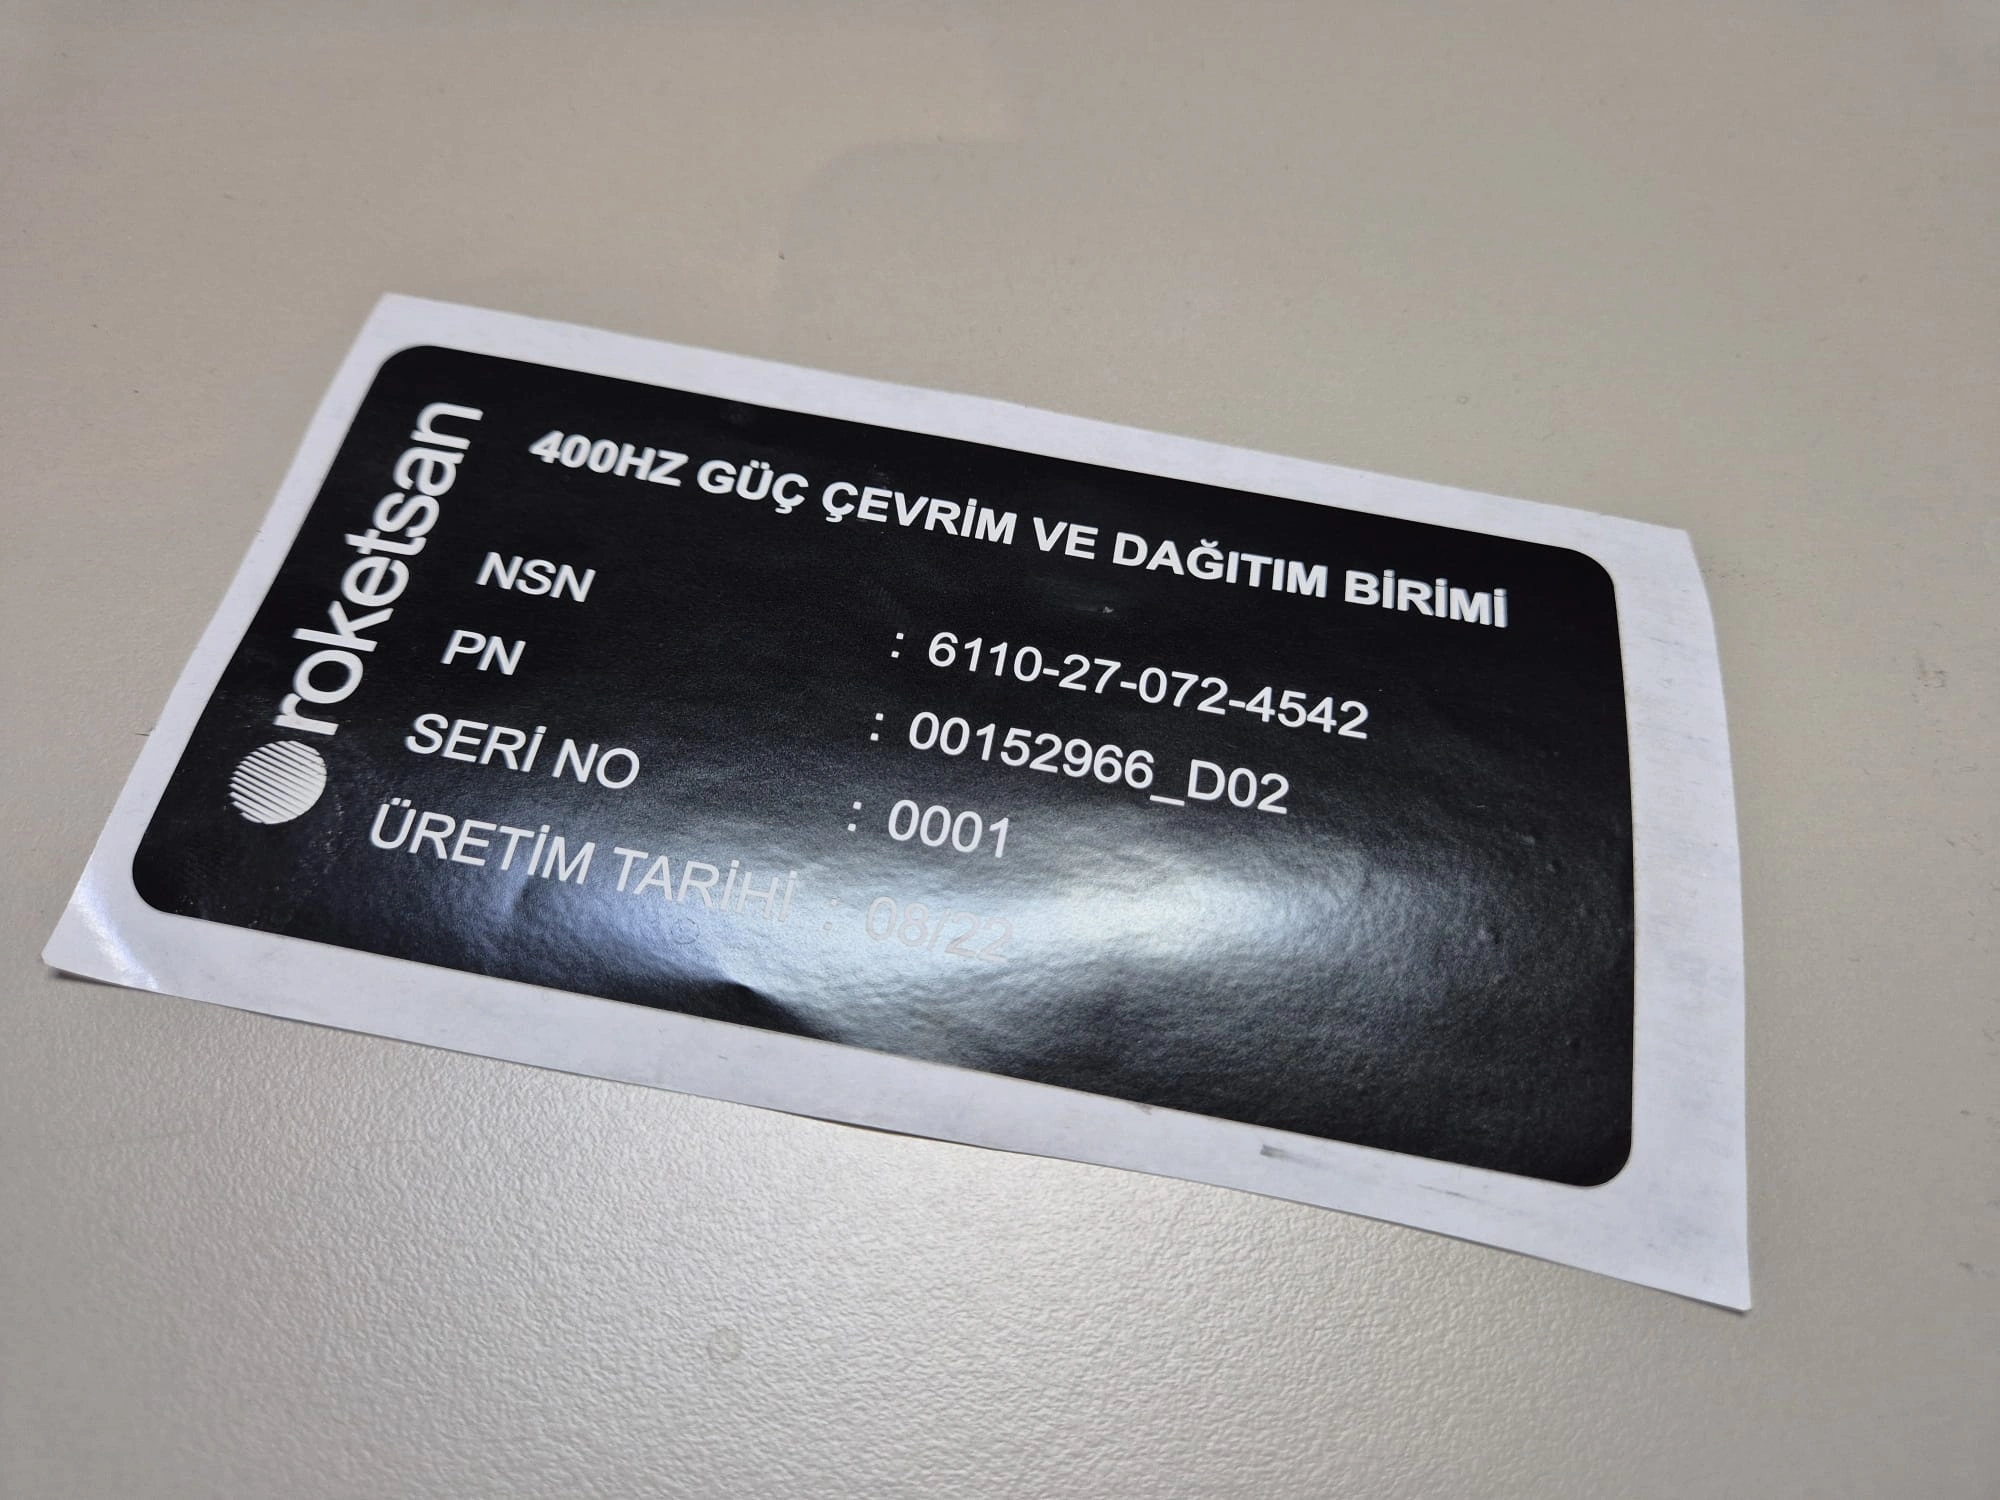 roketsan
400HZ GÜÇ ÇEVRİM VE DAĞITIM BİRİMİ
NSN : 6110-27-072-4542
PN : 00152966_D02
SERİ NO : 0001
ÜRETİM TARİHİ : 08/22